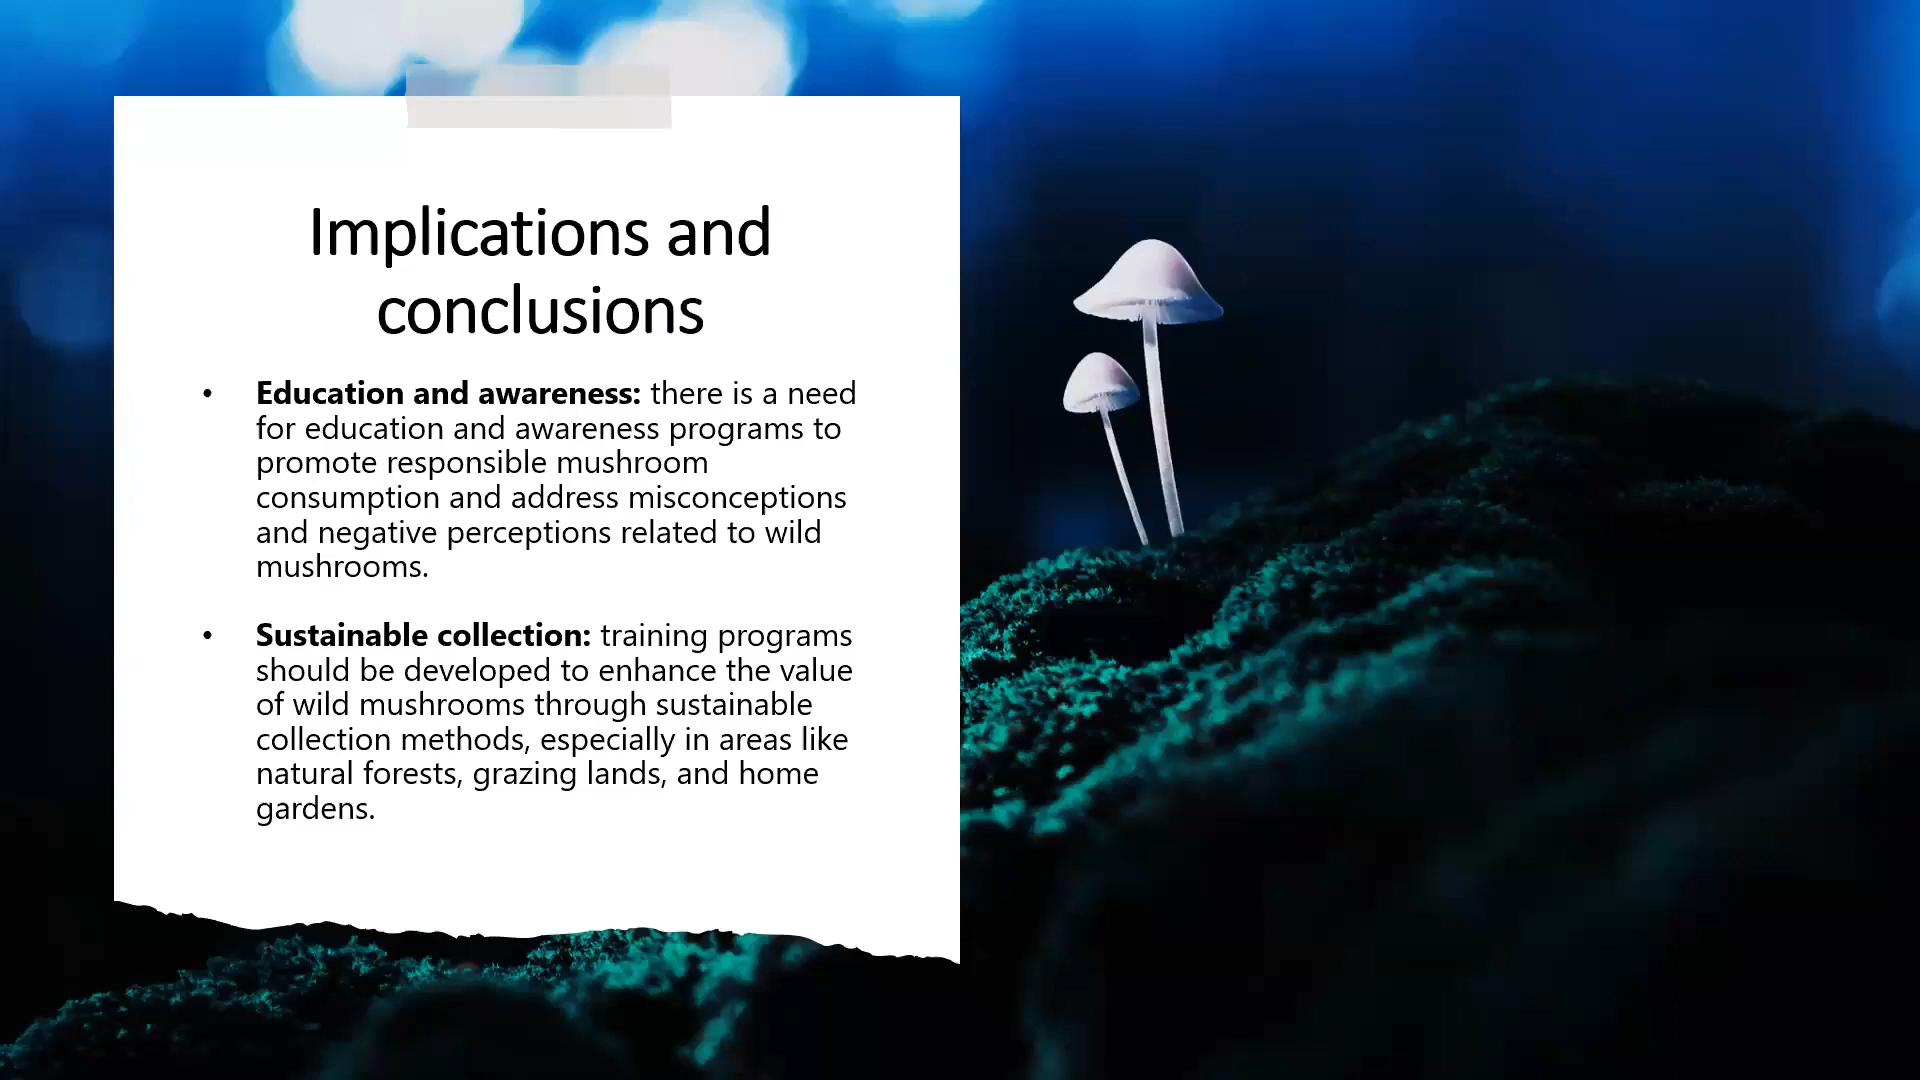 Implications and
conclusions
• Education and awareness: there is a need
for education and awareness programs to
promote responsible mushroom
consumption and address misconceptions
and negative perceptions related to wild
mushrooms.
• Sustainable collection: training programs
should be developed to enhance the value
of wild mushrooms through sustainable
collection methods, especially in areas like
natural forests, grazing lands, and home
gardens.